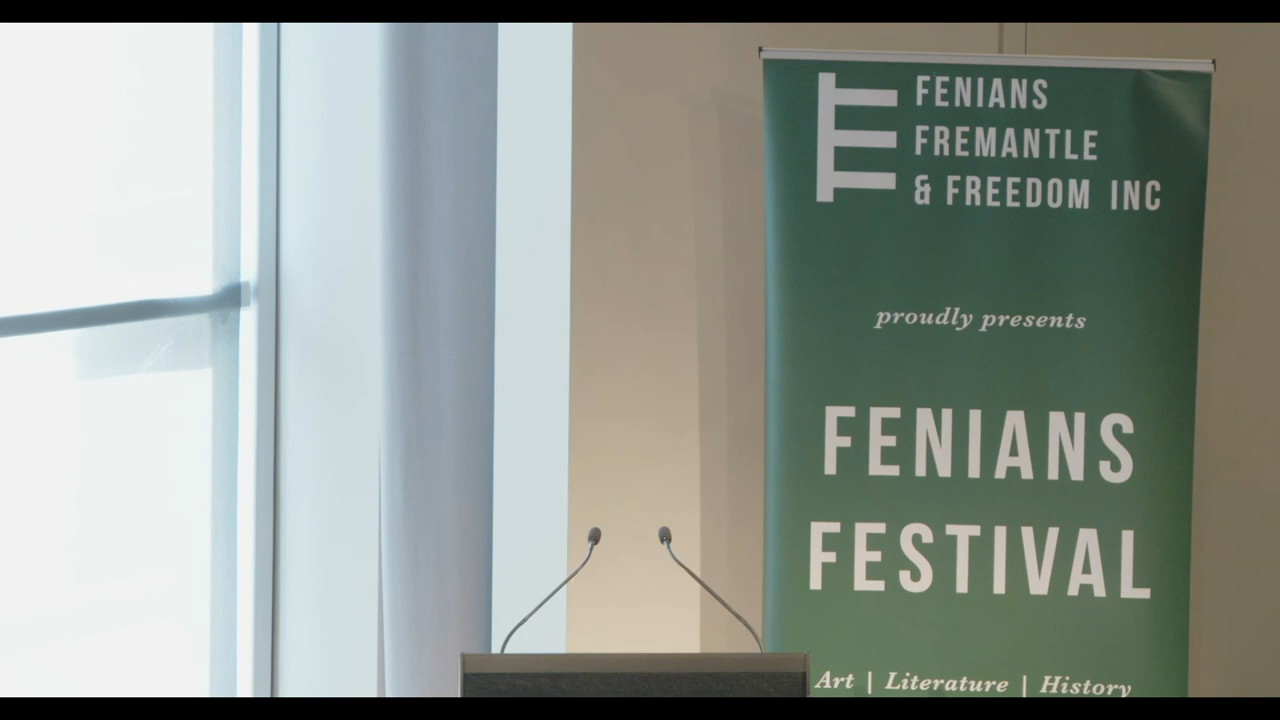 FENIANS
FREMANTLE
& FREEDOM INC
proudly presents
FENIANS
FESTIVAL
Art | Literature | History